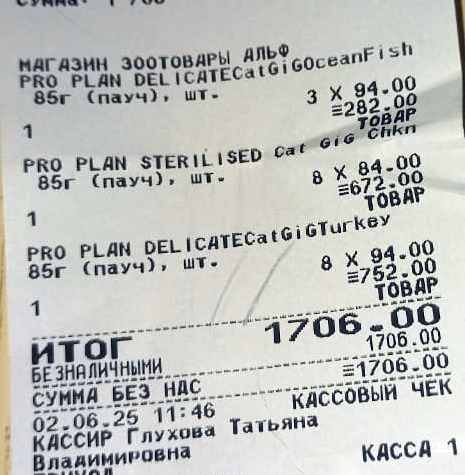 МАГАЗИН ЗООТОВАРЫ АЛЬФ
PRO PLAN DELICATECatGiGOceanFish
85г (пауч), шт.
3 X 94.00
≡282.00
1
ТОВАР
PRO PLAN STERILISED Cat GiG Chkn
85г (пауч), шт.
8 X 84.00
≡672.00
1
ТОВАР
PRO PLAN DELICATECatGiGTurkey
85г (пауч), шт.
8 X 94.00
≡752.00
1
ТОВАР
ИТОГ 1706.00
БЕЗНАЛИЧНЫМИ 1706.00
СУММА БЕЗ НАС ≡1706.00
02.06.25 11:46 КАССОВЫЙ ЧЕК
КАССИР Глухова Татьяна
Владимировна
КАССА 1